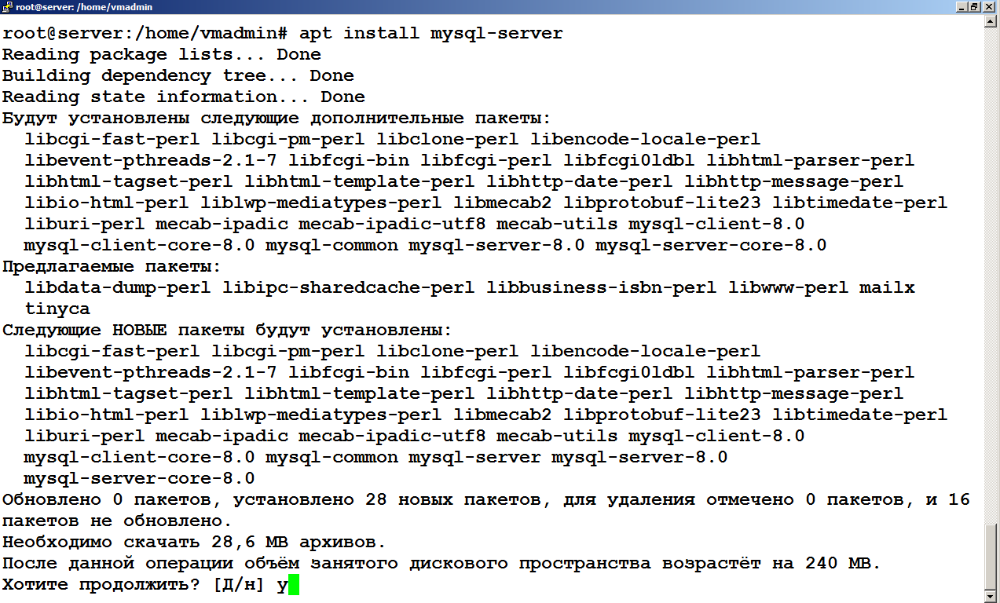 root@server: /home/vmadmin
root@server:/home/vmadmin# apt install mysql-server
Reading package lists... Done
Building dependency tree... Done
Reading state information... Done
Будут установлены следующие дополнительные пакеты:
libcgi-fast-perl libcgi-pm-perl libclone-perl libencode-locale-perl
libevent-pthreads-2.1-7 libfcgi-bin libfcgi-perl libfcgi0ldbl libhtml-parser-perl
libhtml-tagset-perl libhtml-template-perl libhttp-date-perl libhttp-message-perl
libio-html-perl liblwp-mediatypes-perl libmecab2 libprotobuf-lite23 libtimedate-perl
liburi-perl mecab-ipadic mecab-ipadic-utf8 mecab-utils mysql-client-8.0
mysql-client-core-8.0 mysql-common mysql-server-8.0 mysql-server-core-8.0
Предлагаемые пакеты:
libdata-dump-perl libipc-sharedcache-perl libbusiness-isbn-perl libwww-perl mailx
tinyca
Следующие НОВЫЕ пакеты будут установлены:
libcgi-fast-perl libcgi-pm-perl libclone-perl libencode-locale-perl
libevent-pthreads-2.1-7 libfcgi-bin libfcgi-perl libfcgi0ldbl libhtml-parser-perl
libhtml-tagset-perl libhtml-template-perl libhttp-date-perl libhttp-message-perl
libio-html-perl liblwp-mediatypes-perl libmecab2 libprotobuf-lite23 libtimedate-perl
liburi-perl mecab-ipadic mecab-ipadic-utf8 mecab-utils mysql-client-8.0
mysql-client-core-8.0 mysql-common mysql-server mysql-server-8.0
mysql-server-core-8.0
Обновлено 0 пакетов, установлено 28 новых пакетов, для удаления отмечено 0 пакетов, и 16
пакетов не обновлено.
Необходимо скачать 28,6 MB архивов.
После данной операции объём занятого дискового пространства возрастёт на 240 MB.
Хотите продолжить? [Д/н] y